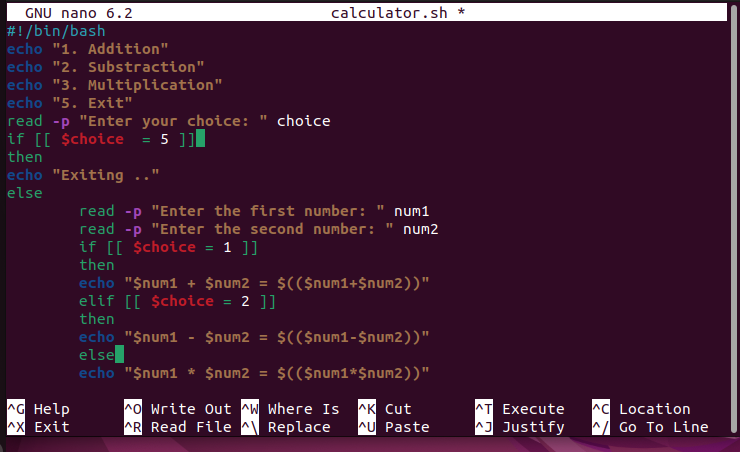 GNU nano 6.2 calculator.sh *
#!/bin/bash
echo "1. Addition"
echo "2. Substraction"
echo "3. Multiplication"
echo "5. Exit"
read -p "Enter your choice: " choice
if [[ $choice  = 5 ]]
then
echo "Exiting .."
else
        read -p "Enter the first number: " num1
        read -p "Enter the second number: " num2
        if [[ $choice = 1 ]]
        then
        echo "$num1 + $num2 = $(($num1+$num2))"
        elif [[ $choice = 2 ]]
        then
        echo "$num1 - $num2 = $(($num1-$num2))"
        else
        echo "$num1 * $num2 = $(($num1*$num2))"
^G Help ^O Write Out ^W Where Is ^K Cut ^T Execute ^C Location
^X Exit ^R Read File ^\ Replace ^U Paste ^J Justify ^/ Go To Line